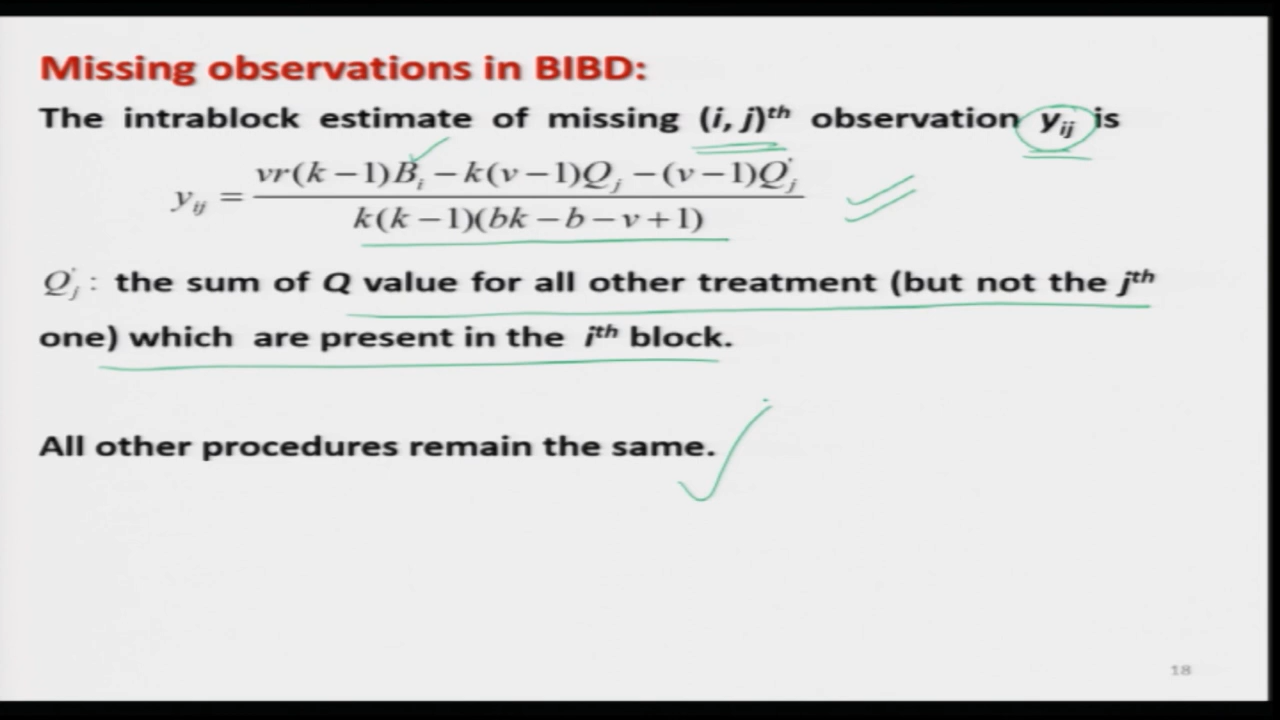 Missing observations in BIBD:
The intrablock estimate of missing (i, j)th observation yij is
yij = vr(k −1)Bi − k(v −1)Qj − (v −1)Q'j / k(k −1)(bk − b − v +1)
Q'j : the sum of Q value for all other treatment (but not the jth
one) which are present in the ith block.
All other procedures remain the same.
18